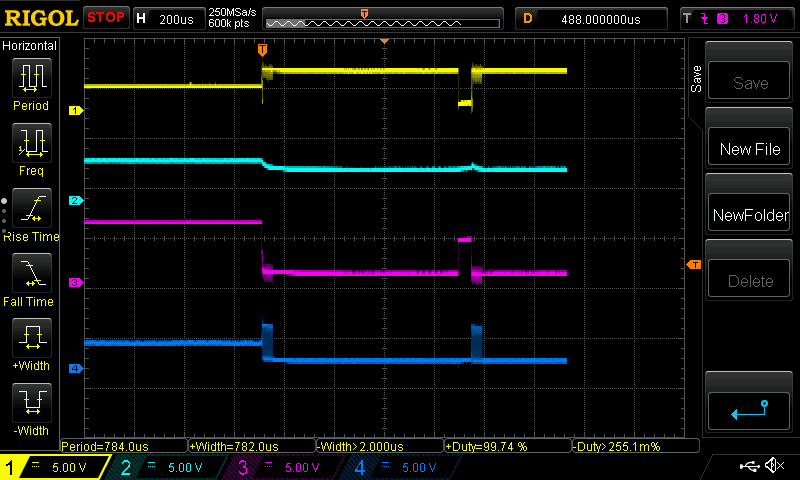 RIGOL STOP H 200us 250MSa/s 600k pts T D 488.000000us T 3 1.80 V
Horizontal
Period
Freq
Rise Time
Fall Time
+Width
-Width
T
1
2
3
4
T
Save
Save
New File
NewFolder
Delete
Period=784.0us +Width=782.0us -Width>2.000us +Duty=99.74 % -Duty>255.1m%
1 5.00 V 2 5.00 V 3 5.00 V 4 5.00 V